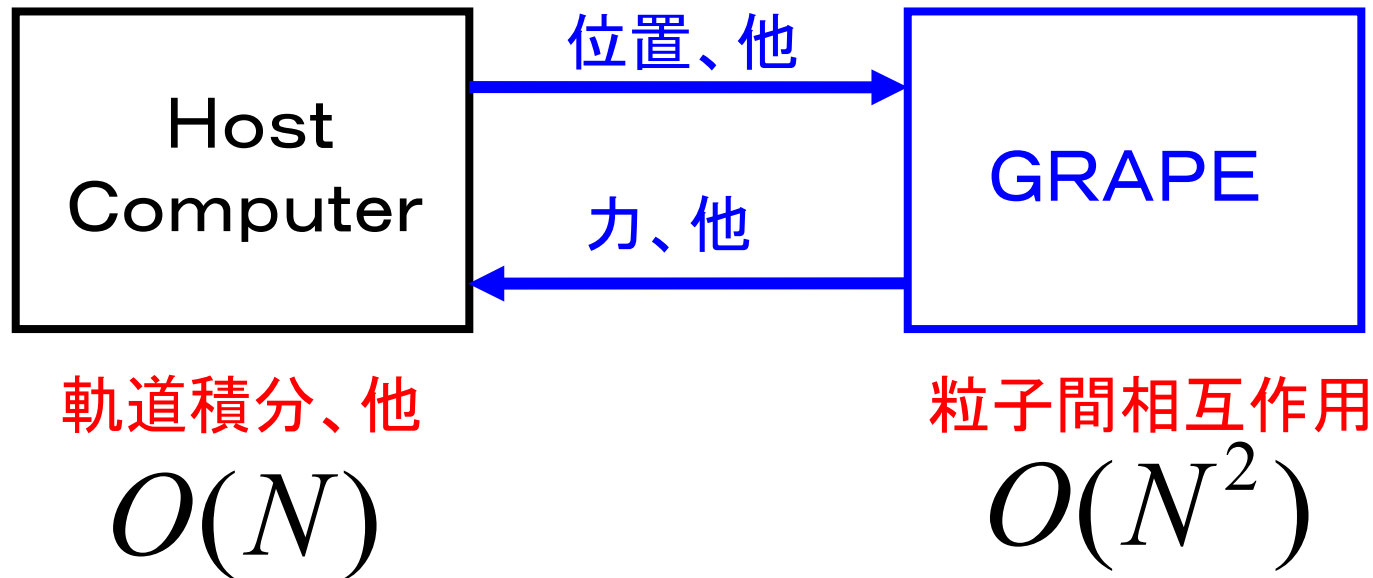 Host
Computer
位置、他
力、他
GRAPE
軌道積分、他
O(N)
粒子間相互作用
O(N²)